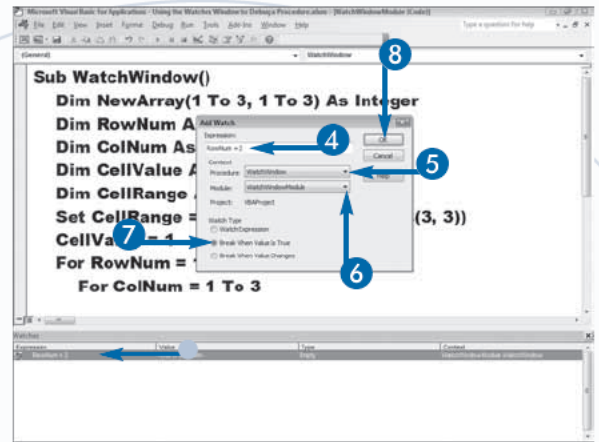 Microsoft Visual Basic for Applications - Using the Watches Window to Debug a Procedure.xlsm - [WatchWindowModule (Code)]
File Edit View Insert Format Debug Run Tools Add-Ins Window Help
Type a question for help
(General)
WatchWindow
8
Sub WatchWindow()
Dim NewArray(1 To 3, 1 To 3) As Integer
Dim RowNum A
Dim ColNum As
Dim CellValue A
Dim CellRange A
Set CellRange =
(3, 3))
CellVa = 1
For RowNum = 1
For ColNum = 1 To 3
Add Watch
Expression:
RowNum = 2
4
OK
Cancel
Help
Context
Procedure: WatchWindow
5
Module: WatchWindowModule
6
Project: VBAProject
Watch Type
Watch Expression
7
Break When Value Is True
Break When Value Changes
Watches
Expression Value Type Context
RowNum = 2 Empty WatchWindowModule.WatchWindow